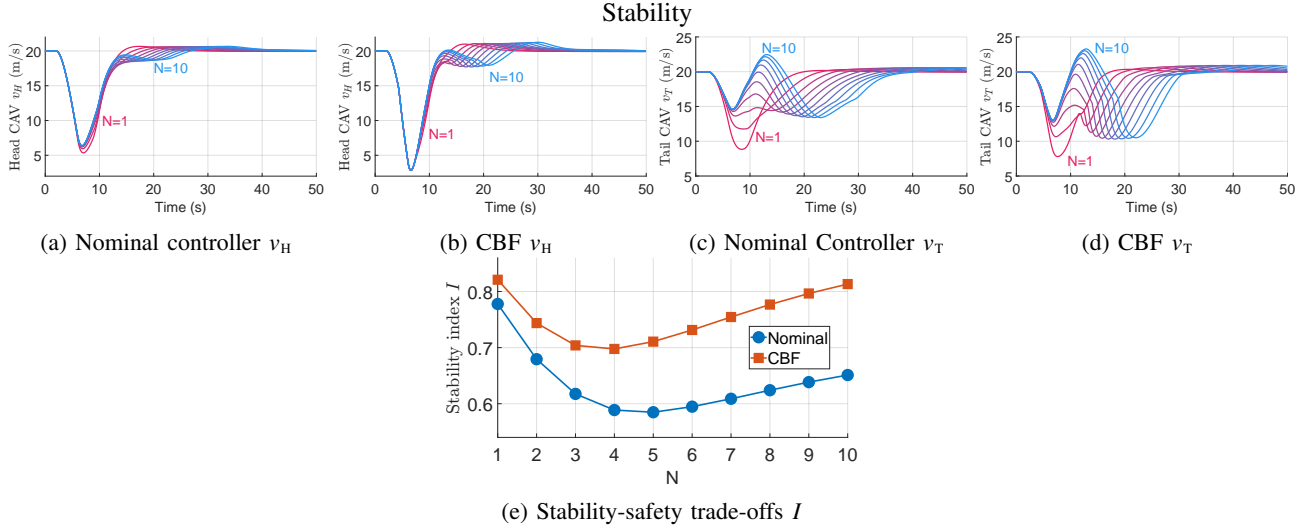 Stability
Head CAV v_H (m/s)
20
15
10
5
N=10
N=1
0 10 20 30 40 50
Time (s)
(a) Nominal controller v_H
Head CAV v_H (m/s)
20
15
10
5
N=10
N=1
0 10 20 30 40 50
Time (s)
(b) CBF v_H
Tail CAV v_T (m/s)
25
20
15
10
5
N=10
N=1
0 10 20 30 40 50
Time (s)
(c) Nominal Controller v_T
Tail CAV v_T (m/s)
25
20
15
10
5
N=10
N=1
0 10 20 30 40 50
Time (s)
(d) CBF v_T
Stability index I
0.8
0.7
0.6
Nominal
CBF
1 2 3 4 5 6 7 8 9 10
N
(e) Stability-safety trade-offs I